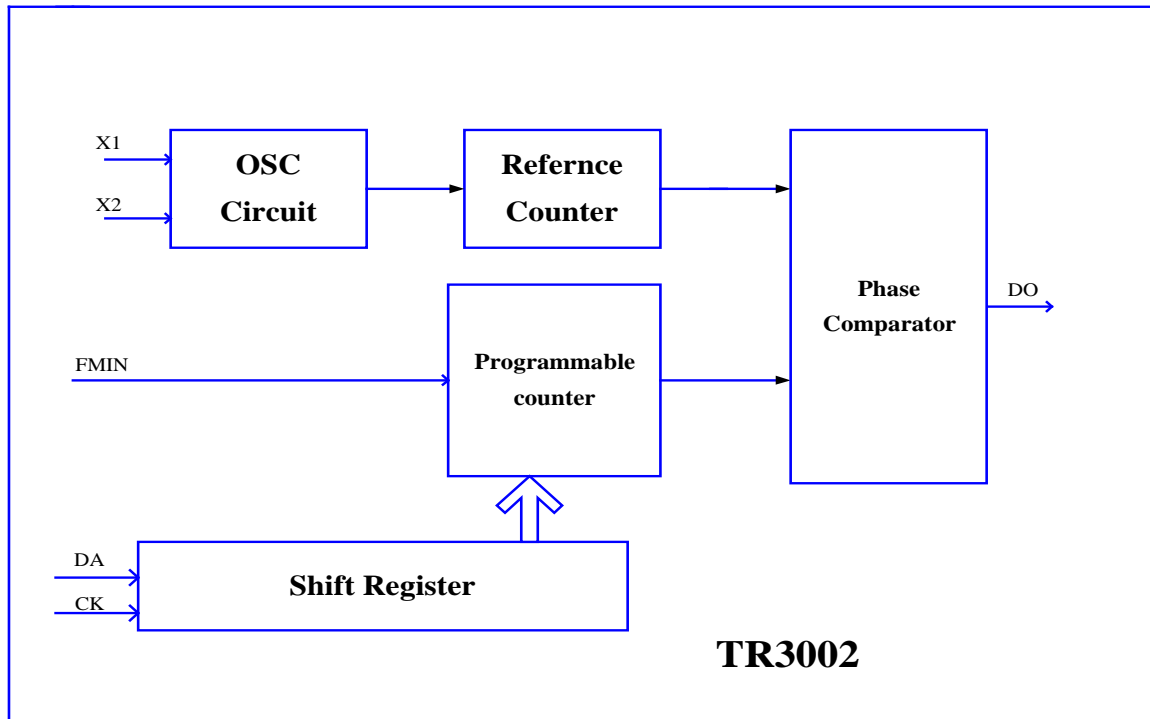 X1
X2
OSC
Circuit
Refernce
Counter
Phase
Comparator
DO
FMIN
Programmable
counter
DA
CK
Shift Register
TR3002